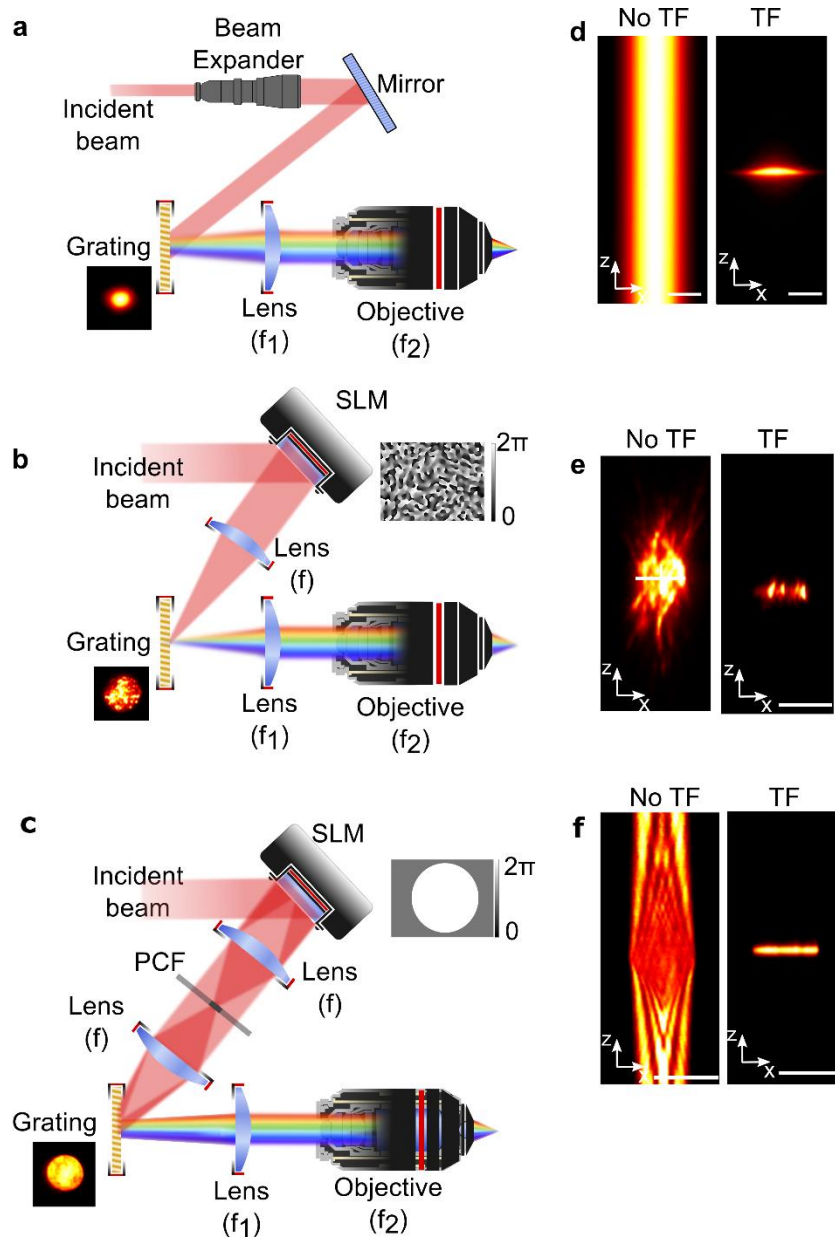 a
Beam
Expander
Incident
beam
Mirror
Grating
Lens
(f1)
Objective
(f2)
d
No TF
TF
z
x
z
x
b
SLM
Incident
beam
2π
0
Lens
(f)
Grating
Lens
(f1)
Objective
(f2)
e
No TF
TF
z
x
z
x
c
SLM
Incident
beam
2π
0
PCF
Lens
(f)
Lens
(f)
Grating
Lens
(f1)
Objective
(f2)
f
No TF
TF
z
x
z
x